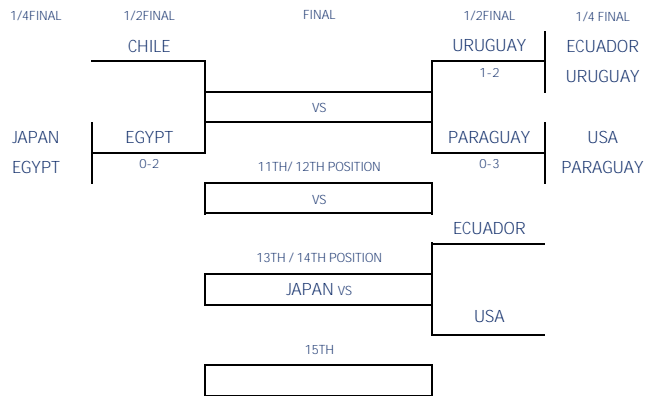 1/4FINAL 1/2FINAL FINAL 1/2FINAL 1/4 FINAL
CHILE URUGUAY ECUADOR
1-2 URUGUAY
VS
JAPAN EGYPT PARAGUAY USA
EGYPT 0-2 11TH/ 12TH POSITION 0-3 PARAGUAY
VS
ECUADOR
13TH / 14TH POSITION
JAPAN VS
USA
15TH